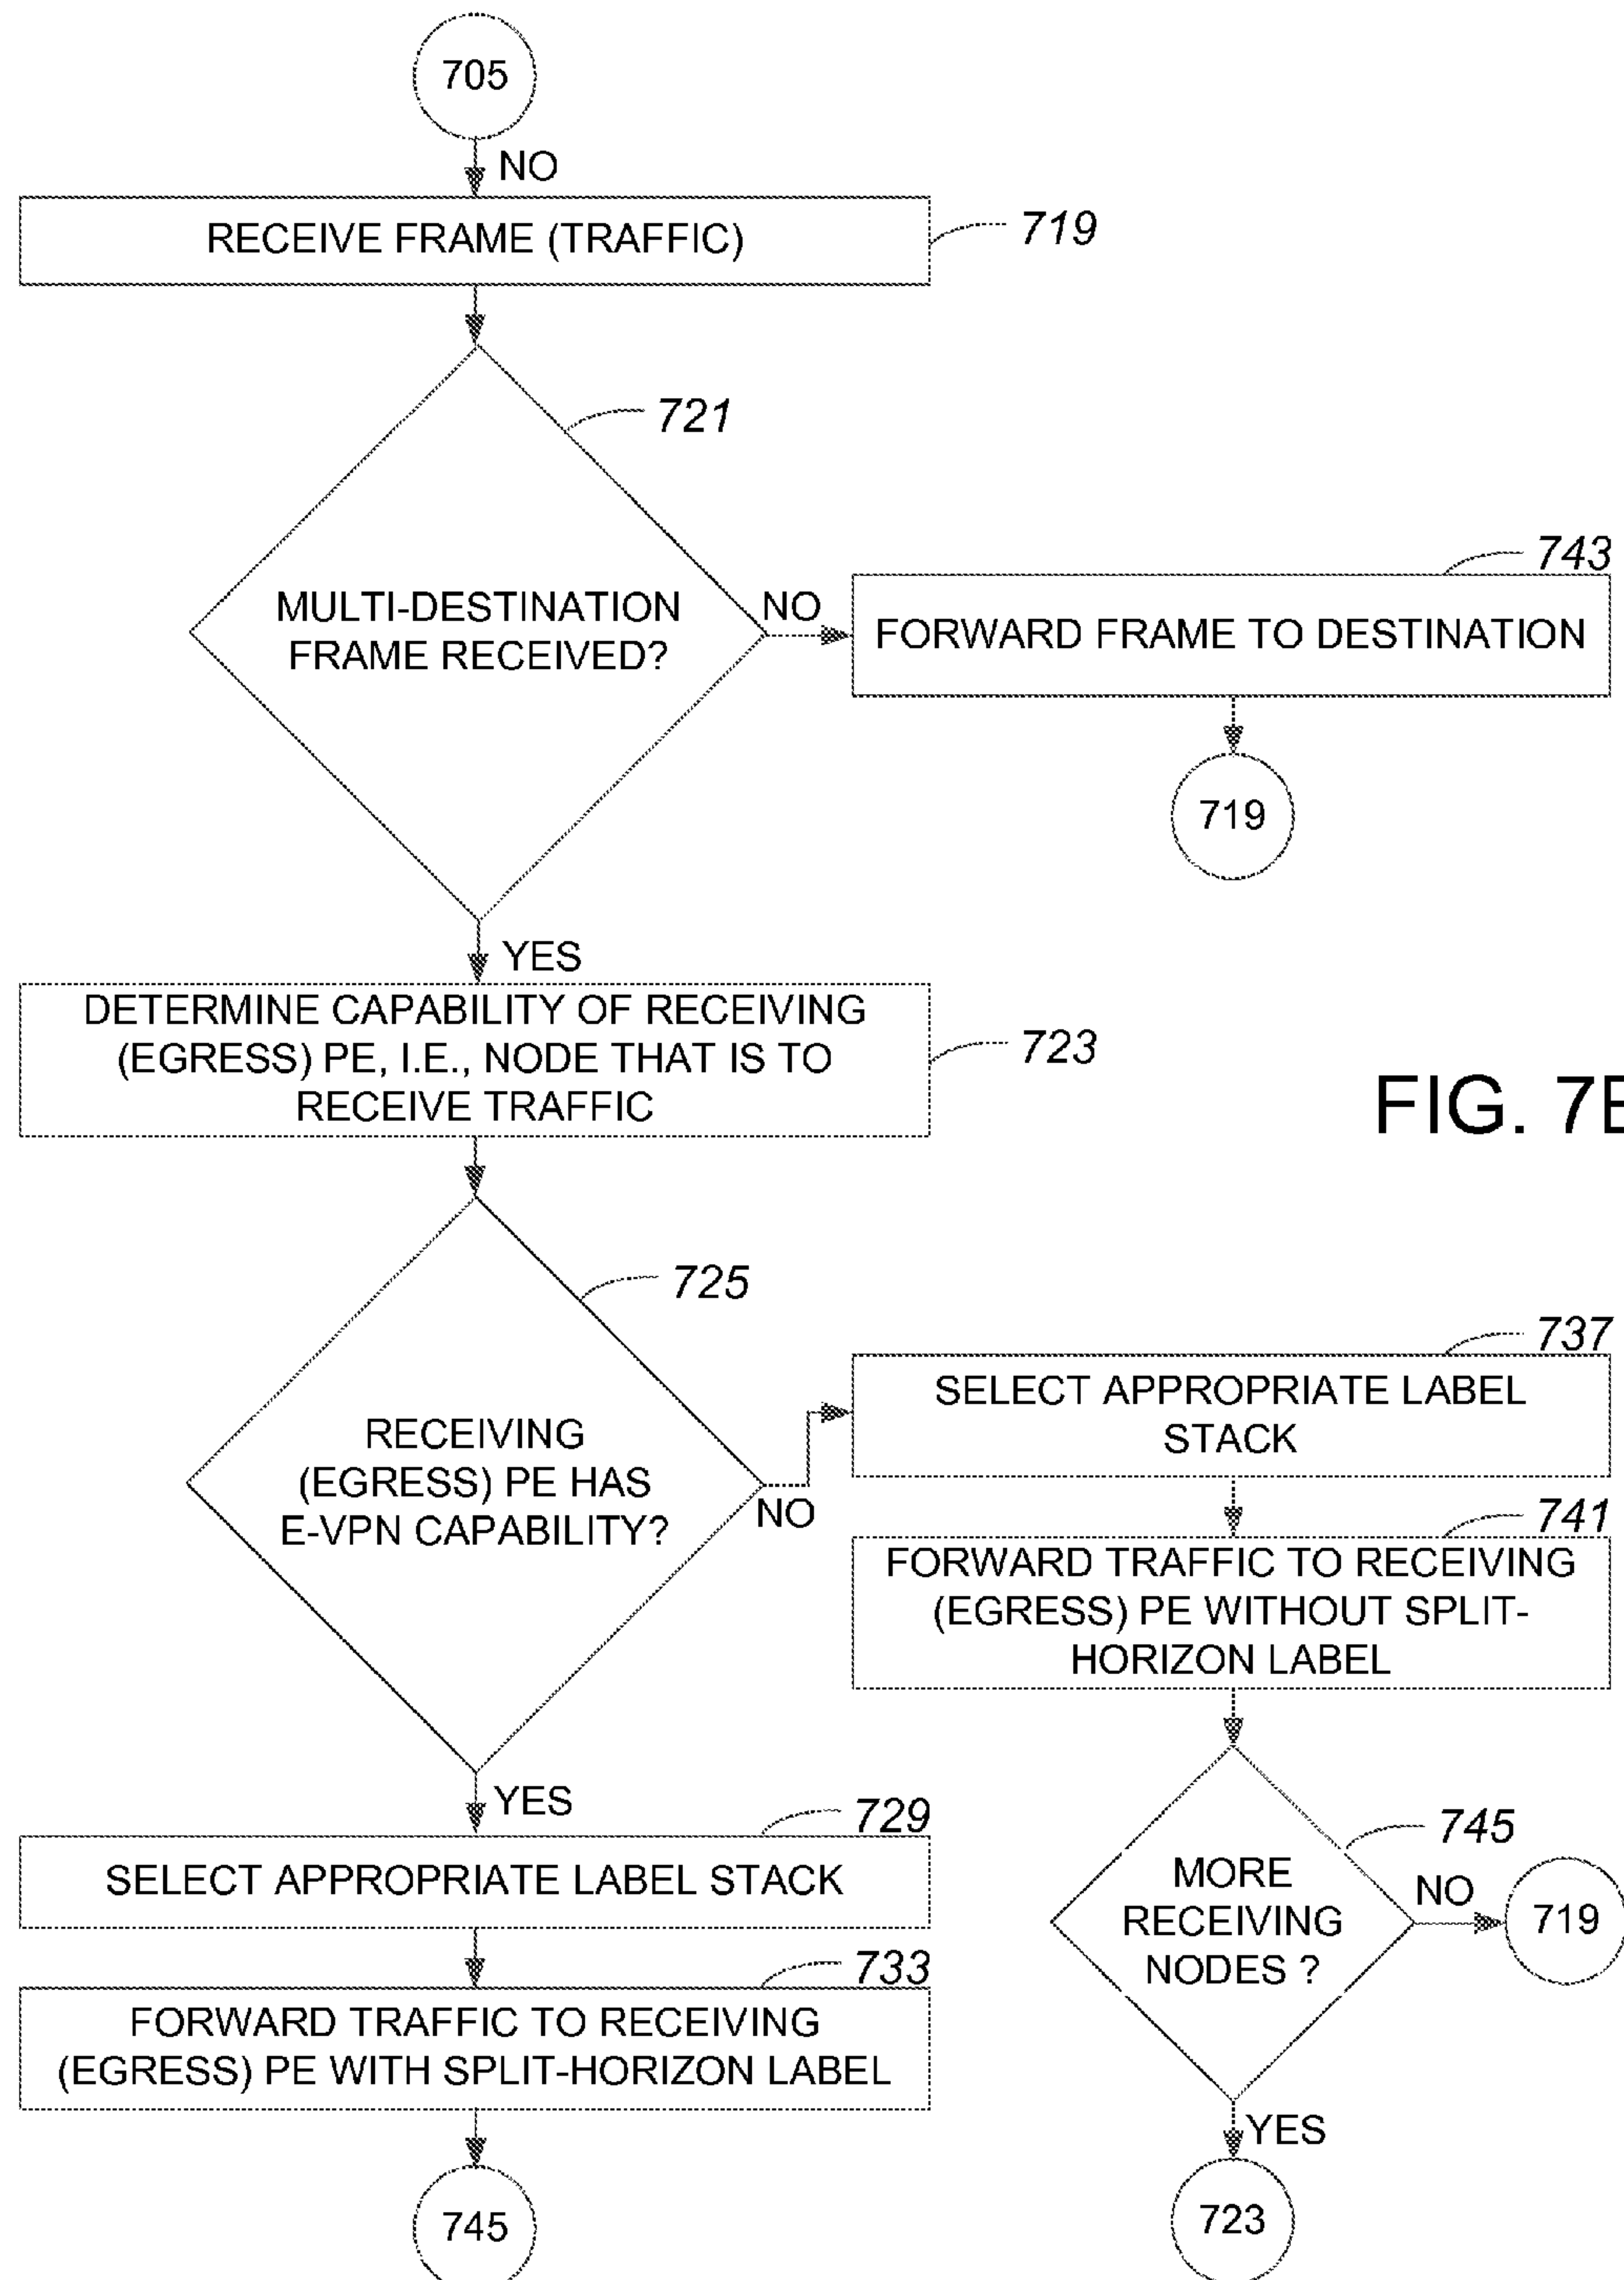 705
NO
RECEIVE FRAME (TRAFFIC)
719
721
MULTI-DESTINATION
FRAME RECEIVED?
NO
743
FORWARD FRAME TO DESTINATION
719
YES
DETERMINE CAPABILITY OF RECEIVING
(EGRESS) PE, I.E., NODE THAT IS TO
RECEIVE TRAFFIC
723
FIG. 7B
725
RECEIVING
(EGRESS) PE HAS
E-VPN CAPABILITY?
NO
737
SELECT APPROPRIATE LABEL
STACK
741
FORWARD TRAFFIC TO RECEIVING
(EGRESS) PE WITHOUT SPLIT-
HORIZON LABEL
YES
729
SELECT APPROPRIATE LABEL STACK
733
FORWARD TRAFFIC TO RECEIVING
(EGRESS) PE WITH SPLIT-HORIZON LABEL
745
745
MORE
RECEIVING
NODES ?
NO
719
YES
723